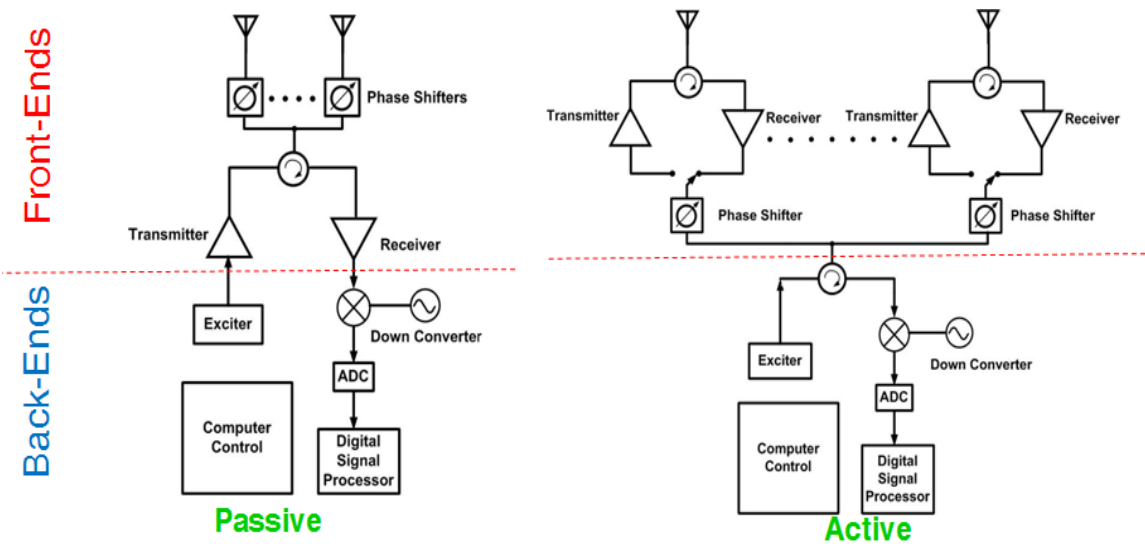 Front-Ends
Back-Ends
Phase Shifters
Transmitter
Receiver
Exciter
Down Converter
ADC
Computer
Control
Digital
Signal
Processor
Passive
Transmitter
Receiver
Transmitter
Receiver
Phase Shifter
Phase Shifter
Exciter
Down Converter
ADC
Computer
Control
Digital
Signal
Processor
Active